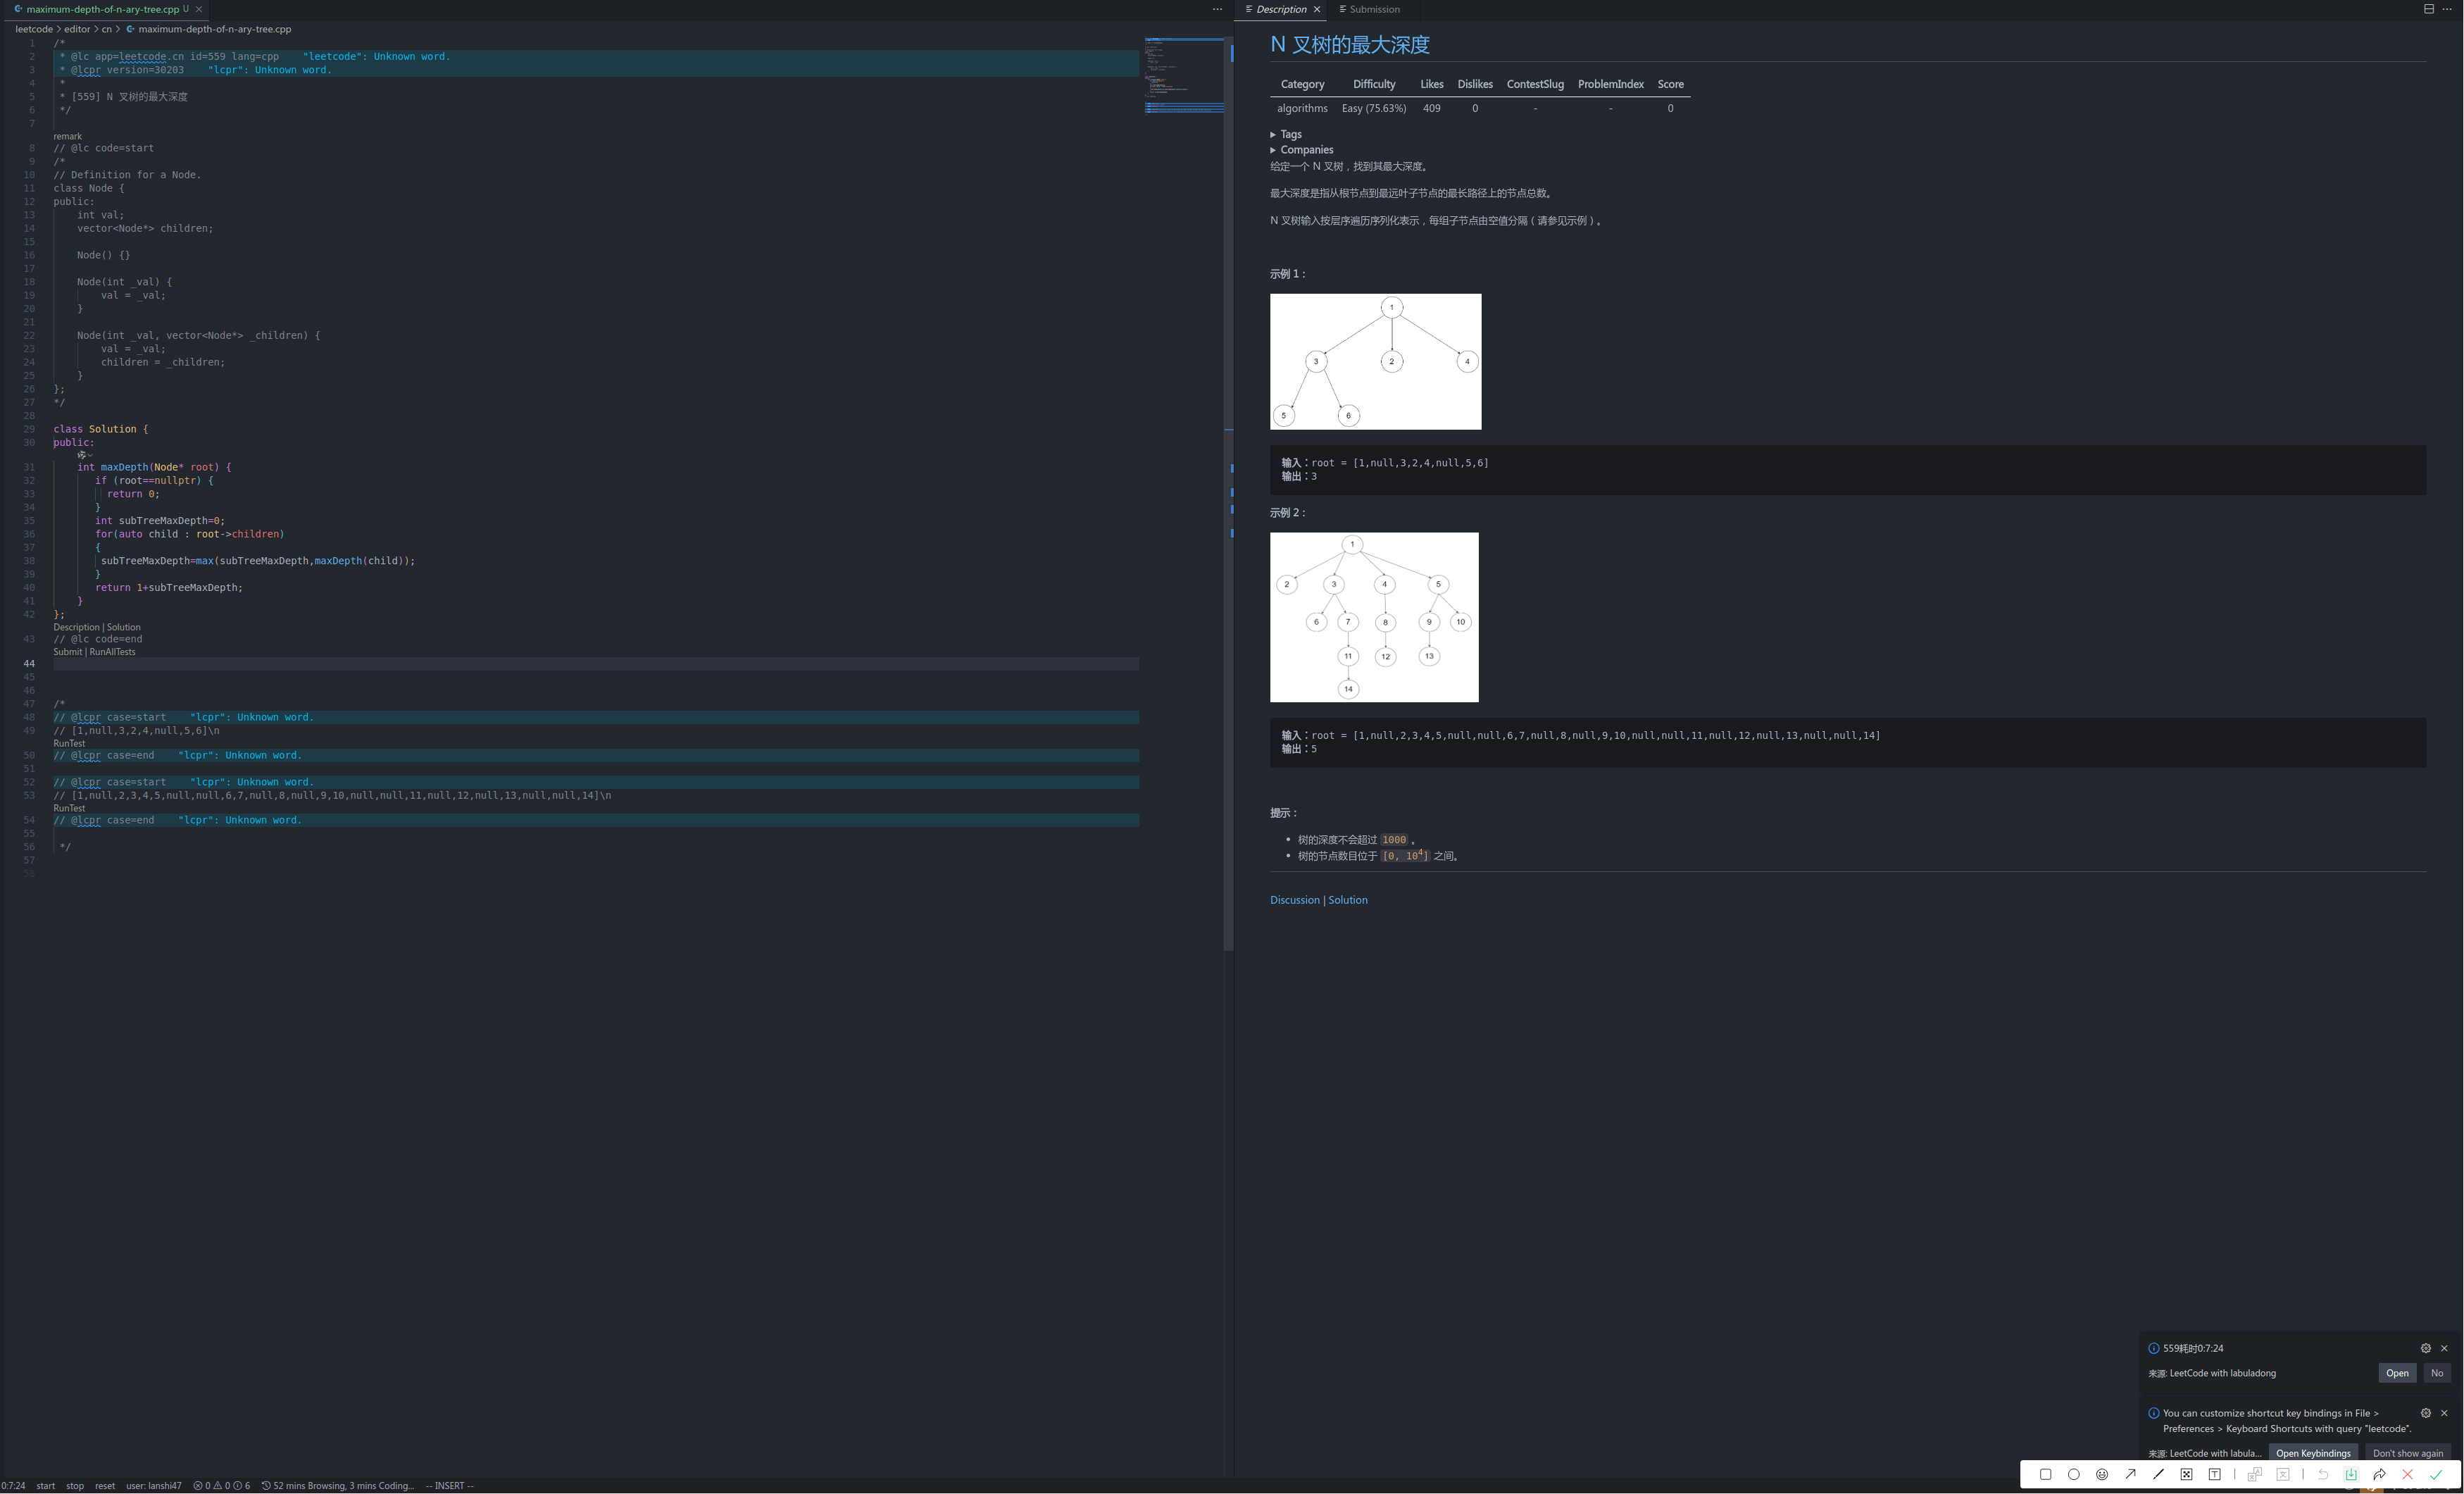 maximum-depth-of-n-ary-tree.cpp U
leetcode > editor > cn > maximum-depth-of-n-ary-tree.cpp
1 /*
2 * @lc app=leetcode.cn id=559 lang=cpp "leetcode": Unknown word.
3 * @lcpr version=30203 "lcpr": Unknown word.
4 *
5 * [559] N 叉树的最大深度
6 */
7
remark
8 // @lc code=start
9 /*
10 // Definition for a Node.
11 class Node {
12 public:
13 int val;
14 vector<Node*> children;
15
16 Node() {}
17
18 Node(int _val) {
19 val = _val;
20 }
21
22 Node(int _val, vector<Node*> _children) {
23 val = _val;
24 children = _children;
25 }
26 };
27 */
28
29 class Solution {
30 public:
31 int maxDepth(Node* root) {
32 if (root==nullptr) {
33 return 0;
34 }
35 int subTreeMaxDepth=0;
36 for(auto child : root->children)
37 {
38 subTreeMaxDepth=max(subTreeMaxDepth,maxDepth(child));
39 }
40 return 1+subTreeMaxDepth;
41 }
42 };
Description | Solution
43 // @lc code=end
Submit | RunAllTests
44
45
46
47 /*
48 // @lcpr case=start "lcpr": Unknown word.
49 // [1,null,3,2,4,null,5,6]\n
RunTest
50 // @lcpr case=end "lcpr": Unknown word.
51
52 // @lcpr case=start "lcpr": Unknown word.
53 // [1,null,2,3,4,5,null,null,6,7,null,8,null,9,10,null,null,11,null,12,null,13,null,null,14]\n
RunTest
54 // @lcpr case=end "lcpr": Unknown word.
55
56 */
57
58
Description Submission
N 叉树的最大深度
Category Difficulty Likes Dislikes ContestSlug ProblemIndex Score
algorithms Easy (75.63%) 409 0 - - 0
Tags
Companies
给定一个 N 叉树，找到其最大深度。
最大深度是指从根节点到最远叶子节点的最长路径上的节点总数。
N 叉树输入按层序遍历序列化表示，每组子节点由空值分隔（请参见示例）。
示例 1：
1
3 2 4
5 6
输入：root = [1,null,3,2,4,null,5,6]
输出：3
示例 2：
1
2 3 4 5
6 7 8 9 10
11 12 13
14
输入：root = [1,null,2,3,4,5,null,null,6,7,null,8,null,9,10,null,null,11,null,12,null,13,null,null,14]
输出：5
提示：
• 树的深度不会超过 1000 。
• 树的节点数目位于 [0, 10⁴] 之间。
Discussion | Solution
559耗时0:7:24
来源: LeetCode with labuladong Open No
You can customize shortcut key bindings in File >
Preferences > Keyboard Shortcuts with query "leetcode".
来源: LeetCode with labula... Open Keybindings Don't show again
0:7:24 start stop reset user: lanshi47 0 0 6 52 mins Browsing, 3 mins Coding... -- INSERT --